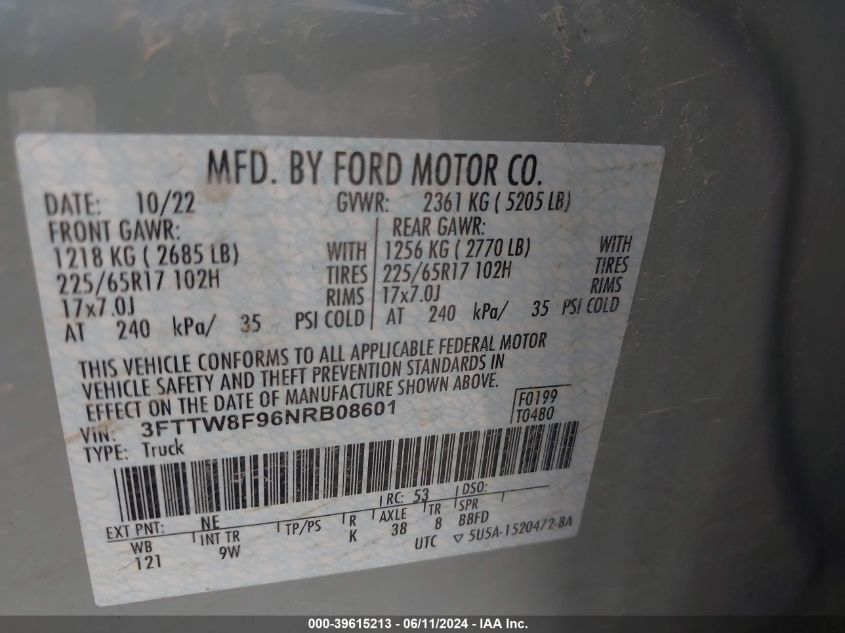 MFD. BY FORD MOTOR CO.
DATE: 10/22 GVWR: 2361 KG ( 5205 LB)
FRONT GAWR: REAR GAWR:
1218 KG ( 2685 LB) WITH 1256 KG ( 2770 LB) WITH
225/65R17 102H TIRES 225/65R17 102H TIRES
17x7.0J RIMS 17x7.0J RIMS
AT 240 kPa/ 35 PSI COLD AT 240 kPa/ 35 PSI COLD
THIS VEHICLE CONFORMS TO ALL APPLICABLE FEDERAL MOTOR
VEHICLE SAFETY AND THEFT PREVENTION STANDARDS IN
EFFECT ON THE DATE OF MANUFACTURE SHOWN ABOVE.
VIN: 3FTTW8F96NRB08601 F0199
TYPE: Truck T0480
EXT PNT: NE RC: 53 DSO:
WB INT TR TP/PS R AXLE TR SPR
121 9W K 38 8 BBFD
UTC ▽ 5U5A-1520472-BA
000-39615213 - 06/11/2024 - IAAI Inc.